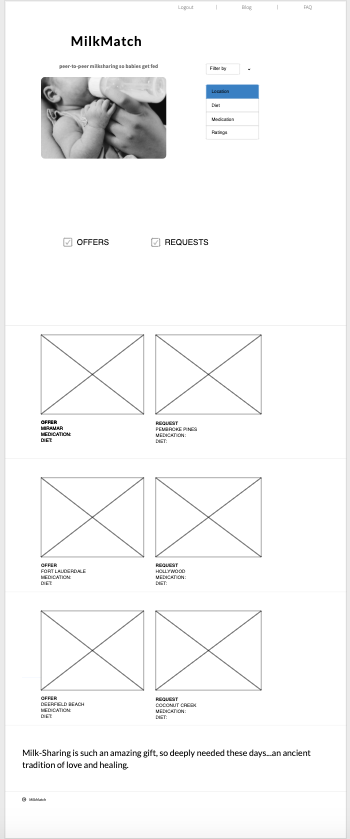 Logout | Blog | FAQ
MilkMatch
peer-to-peer milksharing so babies get fed
Filter by
Location
Diet
Medication
Ratings
OFFERS REQUESTS
OFFER
MIRAMAR
MEDICATION:
DIET:
REQUEST
PEMBROKE PINES
MEDICATION:
DIET:
OFFER
FORT LAUDERDALE
MEDICATION:
DIET:
REQUEST
HOLLYWOOD
MEDICATION:
DIET:
OFFER
DEERFIELD BEACH
MEDICATION:
DIET:
REQUEST
COCONUT CREEK
MEDICATION:
DIET:
Milk-Sharing is such an amazing gift, so deeply needed these days...an ancient
tradition of love and healing.
© MilkMatch